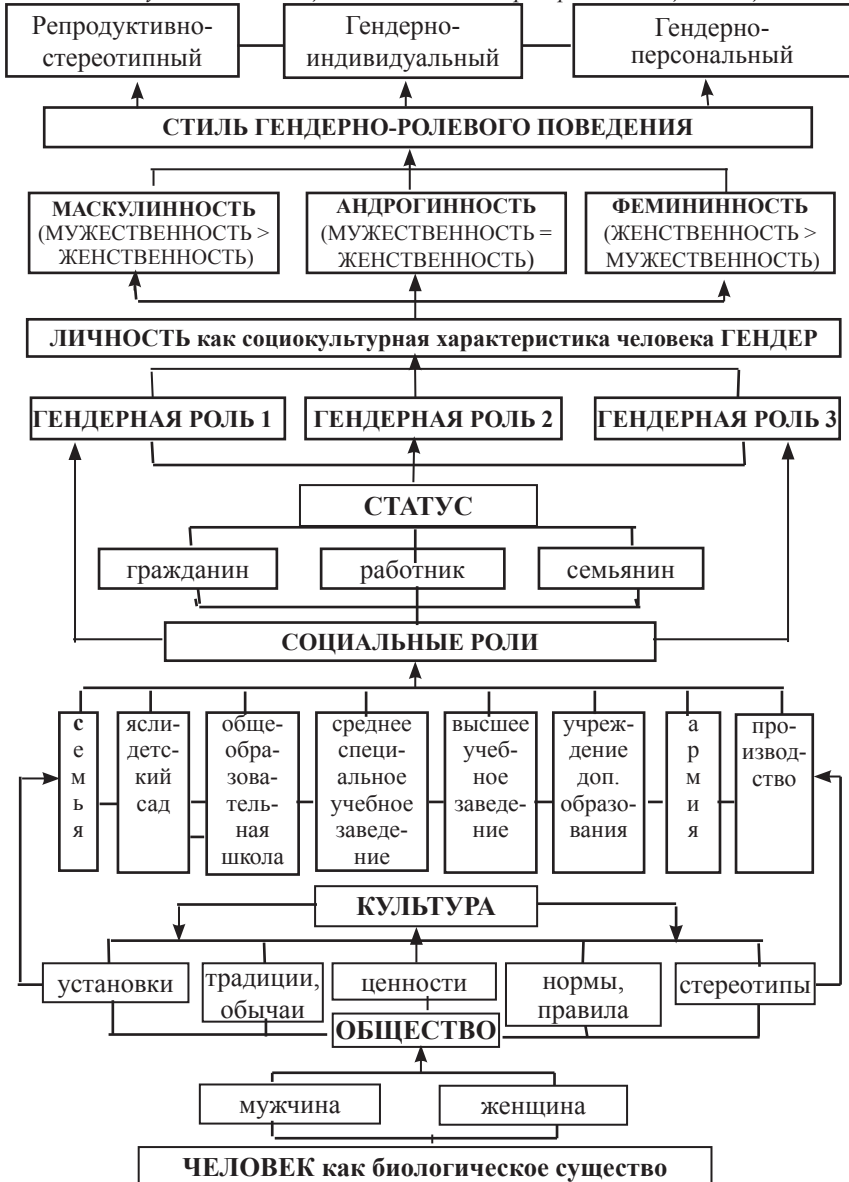 Репродуктивно-
стереотипный
Гендерно-
индивидуальный
Гендерно-
персональный
СТИЛЬ ГЕНДЕРНО-РОЛЕВОГО ПОВЕДЕНИЯ
МАСКУЛИННОСТЬ
(МУЖЕСТВЕННОСТЬ >
ЖЕНСТВЕННОСТЬ)
АНДРОГИННОСТЬ
(МУЖЕСТВЕННОСТЬ =
ЖЕНСТВЕННОСТЬ)
ФЕМИНИННОСТЬ
(ЖЕНСТВЕННОСТЬ >
МУЖЕСТВЕННОСТЬ)
ЛИЧНОСТЬ как социокультурная характеристика человека ГЕНДЕР
ГЕНДЕРНАЯ РОЛЬ 1
ГЕНДЕРНАЯ РОЛЬ 2
ГЕНДЕРНАЯ РОЛЬ 3
СТАТУС
гражданин
работник
семьянин
СОЦИАЛЬНЫЕ РОЛИ
с
е
м
ь
я
ясли-
детс-
кий
сад
обще-
обра-
зова-
тель-
ная
школа
среднее
специ-
альное
учебное
заведе-
ние
высшее
учеб-
ное
заведе-
ние
учреж-
дение
доп.
образо-
вания
а
р
м
и
я
про-
извод-
ство
КУЛЬТУРА
установки
традиции,
обычаи
ценности
нормы,
правила
стереотипы
ОБЩЕСТВО
мужчина
женщина
ЧЕЛОВЕК как биологическое существо